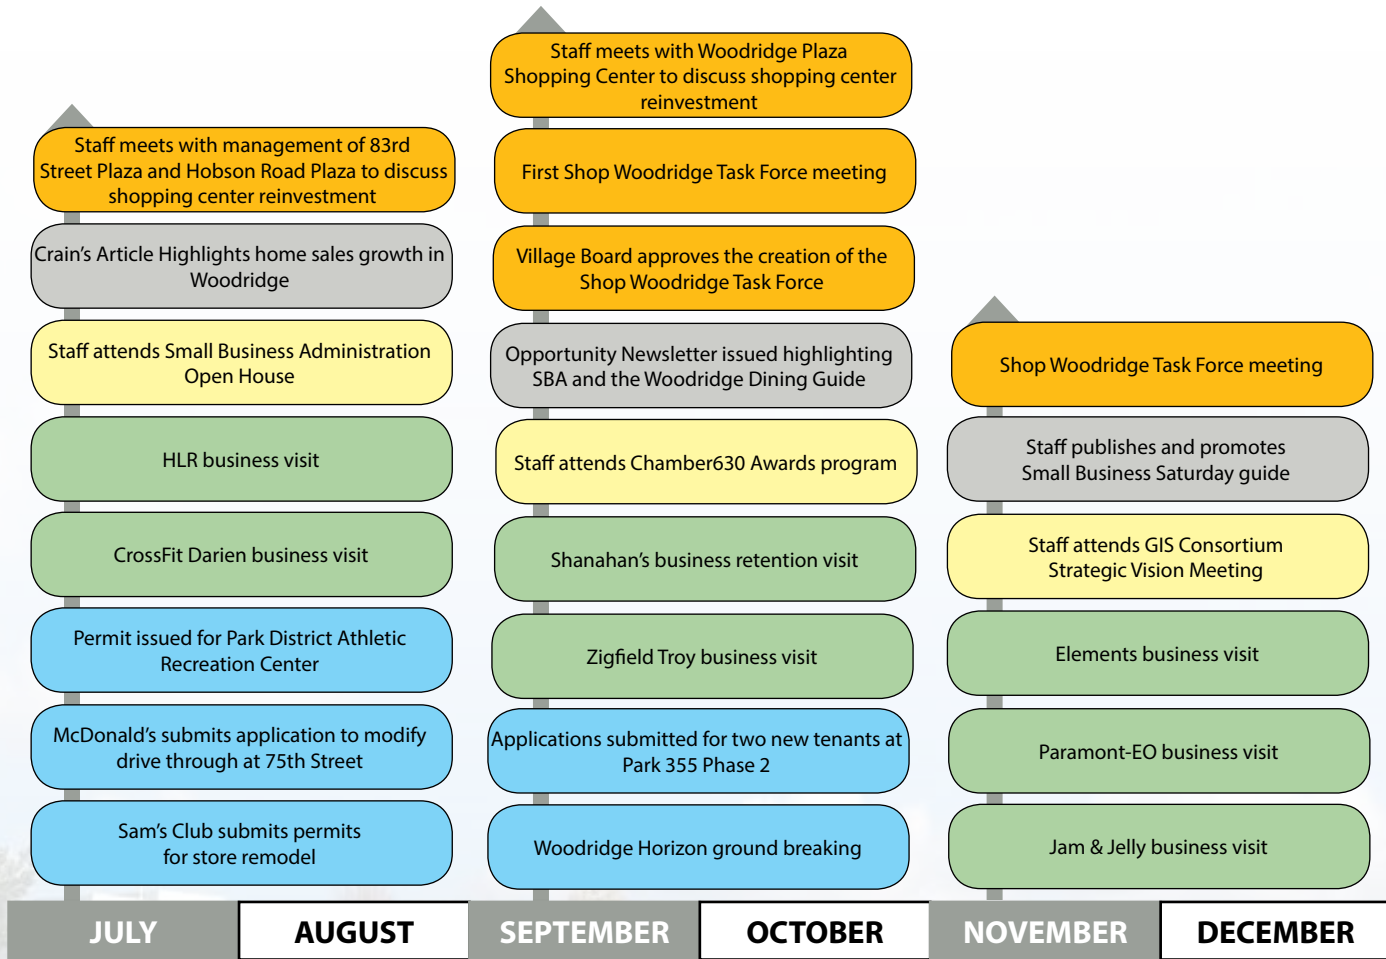 Staff meets with management of 83rd
Street Plaza and Hobson Road Plaza to discuss
shopping center reinvestment
Crain’s Article Highlights home sales growth in
Woodridge
Staff attends Small Business Administration
Open House
HLR business visit
CrossFit Darien business visit
Permit issued for Park District Athletic
Recreation Center
McDonald’s submits application to modify
drive through at 75th Street
Sam’s Club submits permits
for store remodel
Staff meets with Woodridge Plaza
Shopping Center to discuss shopping center
reinvestment
First Shop Woodridge Task Force meeting
Village Board approves the creation of the
Shop Woodridge Task Force
Opportunity Newsletter issued highlighting
SBA and the Woodridge Dining Guide
Staff attends Chamber630 Awards program
Shanahan’s business retention visit
Zigfield Troy business visit
Applications submitted for two new tenants at
Park 355 Phase 2
Woodridge Horizon ground breaking
Shop Woodridge Task Force meeting
Staff publishes and promotes
Small Business Saturday guide
Staff attends GIS Consortium
Strategic Vision Meeting
Elements business visit
Paramont-EO business visit
Jam & Jelly business visit
JULY
AUGUST
SEPTEMBER
OCTOBER
NOVEMBER
DECEMBER